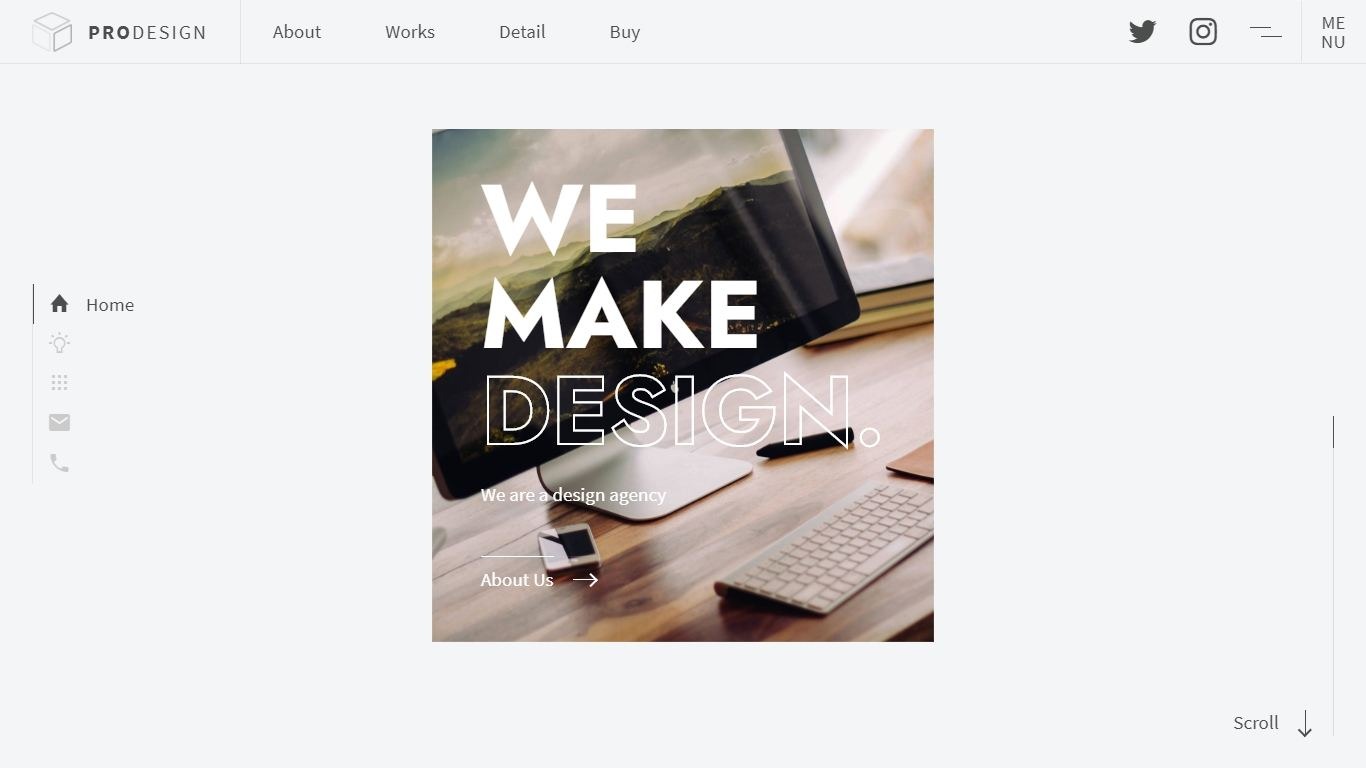 PRODESIGN
About
Works
Detail
Buy
ME
NU
WE
MAKE
DESIGN.
Home
We are a design agency
About Us
Scroll